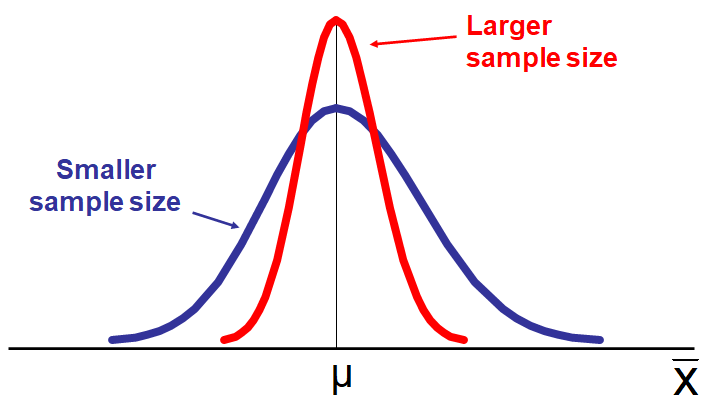 Larger
sample size
Smaller
sample size
μ
x̅